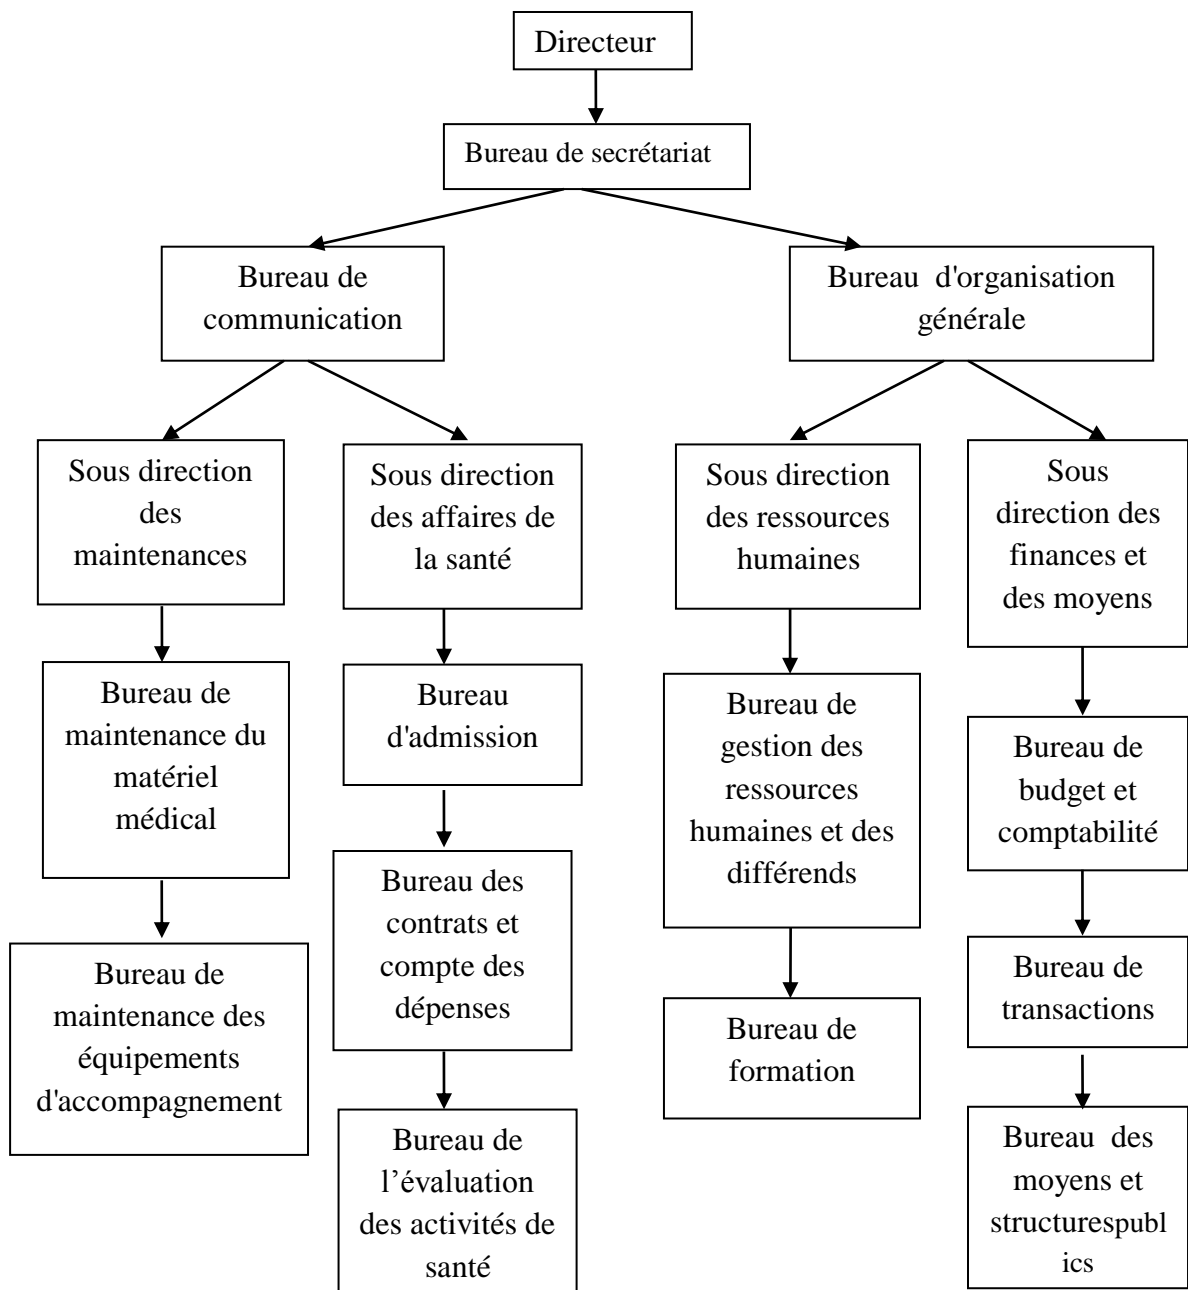 Directeur
Bureau de secrétariat
Bureau de
communication
Bureau d'organisation
générale
Sous direction
des
maintenances
Sous direction
des affaires de
la santé
Sous direction
des ressources
humaines
Sous
direction des
finances et
des moyens
Bureau de
maintenance du
matériel
médical
Bureau
d'admission
Bureau de
gestion des
ressources
humaines et des
différends
Bureau de
budget et
comptabilité
Bureau des
contrats et
compte des
dépenses
Bureau de
maintenance des
équipements
d'accompagnement
Bureau de
formation
Bureau de
transactions
Bureau de
l’évaluation
des activités de
santé
Bureau des
moyens et
structurespubl
ics